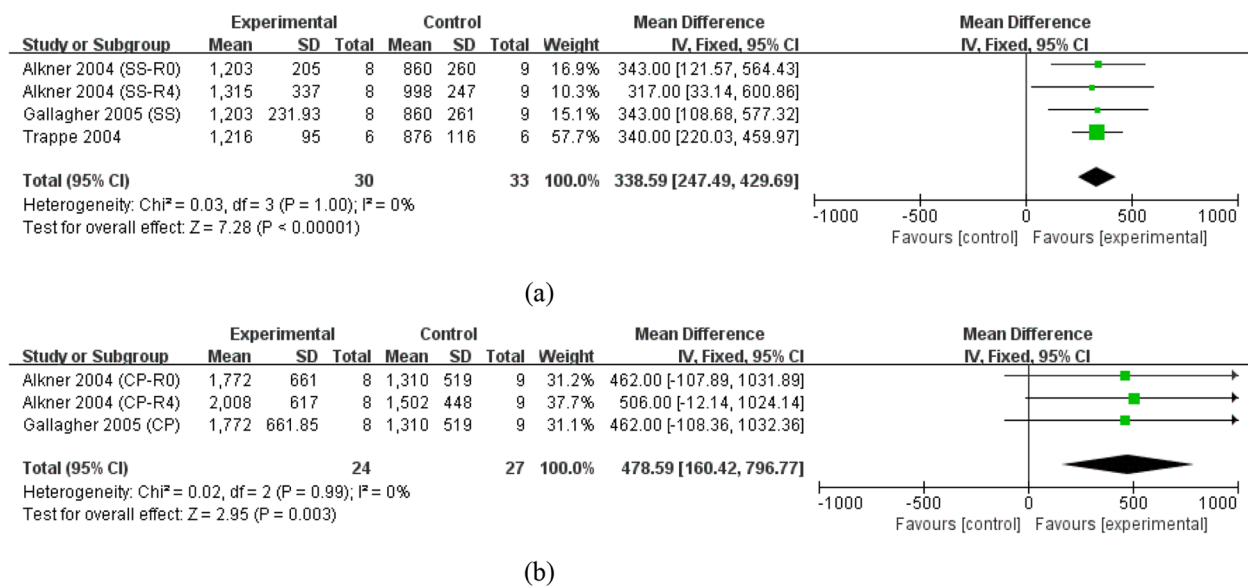 Experimental Control Mean Difference Mean Difference
Study or Subgroup Mean SD Total Mean SD Total Weight IV, Fixed, 95% CI IV, Fixed, 95% CI
Alkner 2004 (SS-R0) 1,203 205 8 860 260 9 16.9% 343.00 [121.57, 564.43]
Alkner 2004 (SS-R4) 1,315 337 8 998 247 9 10.3% 317.00 [33.14, 600.86]
Gallagher 2005 (SS) 1,203 231.93 8 860 261 9 15.1% 343.00 [108.68, 577.32]
Trappe 2004 1,216 95 6 876 116 6 57.7% 340.00 [220.03, 459.97]
Total (95% CI) 30 33 100.0% 338.59 [247.49, 429.69]
Heterogeneity: Chi² = 0.03, df = 3 (P = 1.00); I² = 0%
Test for overall effect: Z = 7.28 (P < 0.00001)
-1000 -500 0 500 1000
Favours [control] Favours [experimental]
(a)
Experimental Control Mean Difference Mean Difference
Study or Subgroup Mean SD Total Mean SD Total Weight IV, Fixed, 95% CI IV, Fixed, 95% CI
Alkner 2004 (CP-R0) 1,772 661 8 1,310 519 9 31.2% 462.00 [-107.89, 1031.89]
Alkner 2004 (CP-R4) 2,008 617 8 1,502 448 9 37.7% 506.00 [-12.14, 1024.14]
Gallagher 2005 (CP) 1,772 661.85 8 1,310 519 9 31.1% 462.00 [-108.36, 1032.36]
Total (95% CI) 24 27 100.0% 478.59 [160.42, 796.77]
Heterogeneity: Chi² = 0.02, df = 2 (P = 0.99); I² = 0%
Test for overall effect: Z = 2.95 (P = 0.003)
-1000 -500 0 500 1000
Favours [control] Favours [experimental]
(b)